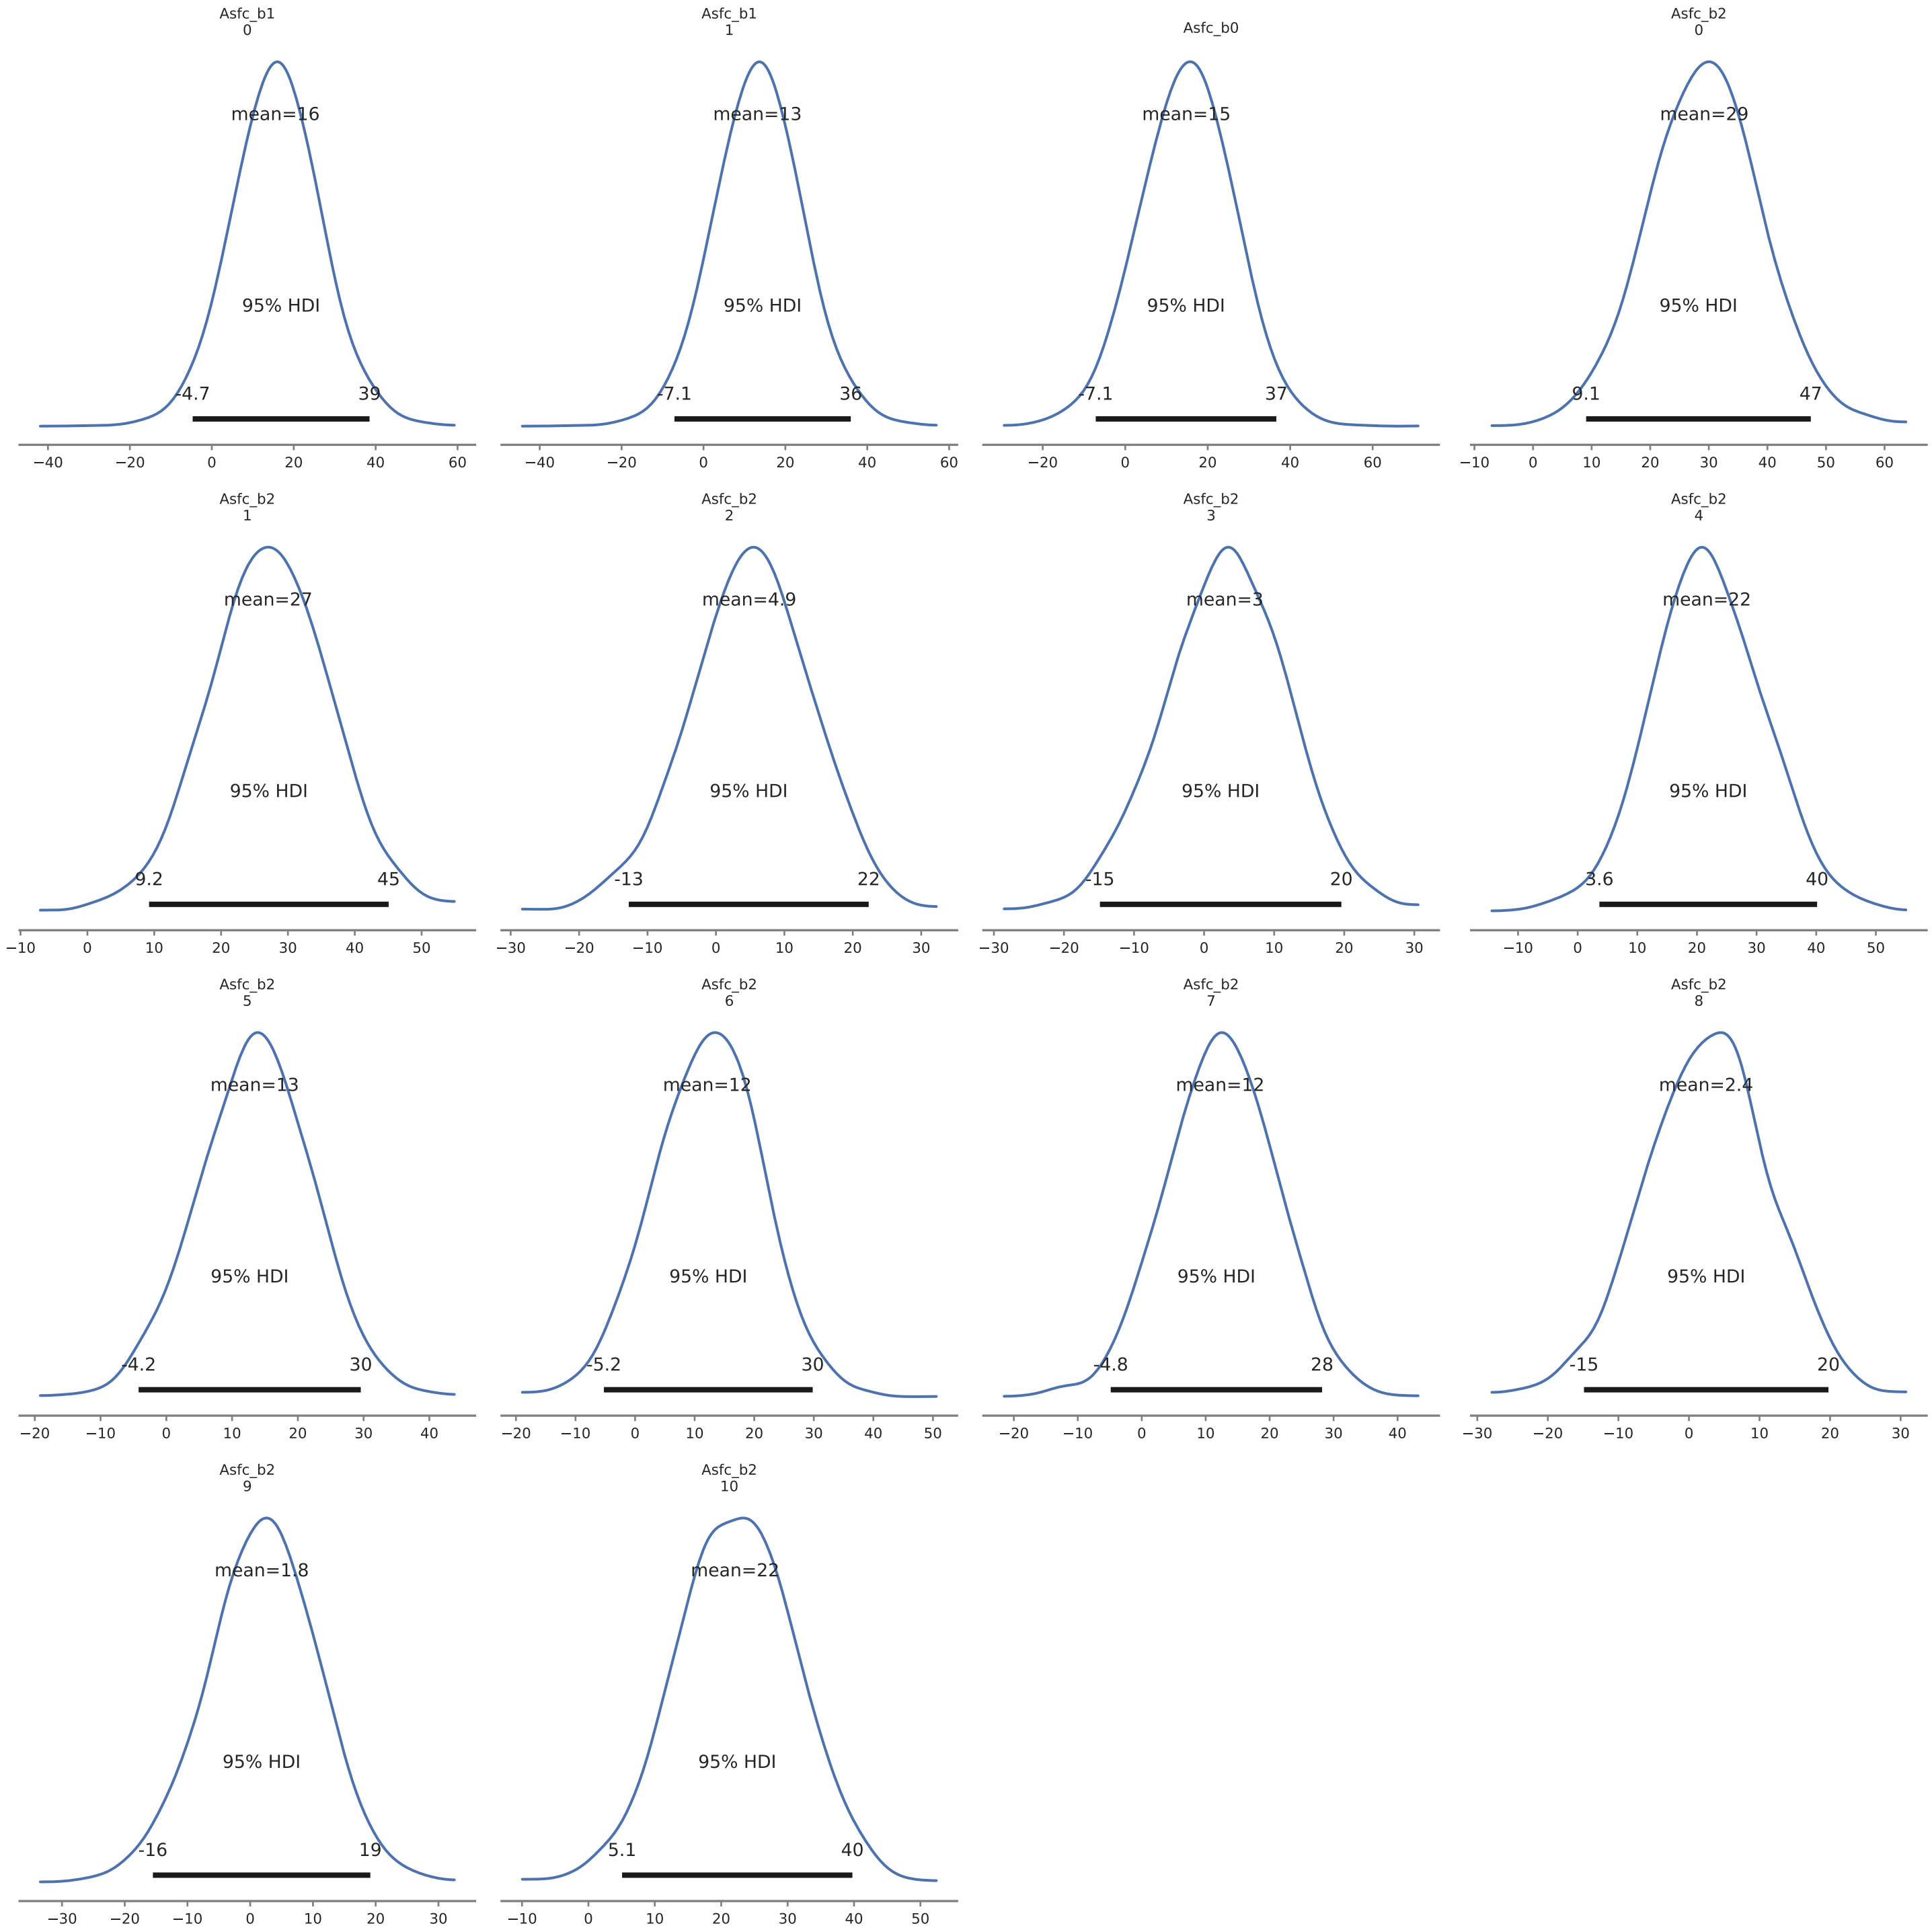 Asfc_b1
0
mean=16
95% HDI
-4.7 39
−40 −20 0 20 40 60
Asfc_b1
1
mean=13
95% HDI
-7.1 36
−40 −20 0 20 40 60
Asfc_b0
mean=15
95% HDI
-7.1 37
−20 0 20 40 60
Asfc_b2
0
mean=29
95% HDI
9.1 47
−10 0 10 20 30 40 50 60
Asfc_b2
1
mean=27
95% HDI
9.2 45
−10 0 10 20 30 40 50
Asfc_b2
2
mean=4.9
95% HDI
-13 22
−30 −20 −10 0 10 20 30
Asfc_b2
3
mean=3
95% HDI
-15 20
−30 −20 −10 0 10 20 30
Asfc_b2
4
mean=22
95% HDI
3.6 40
−10 0 10 20 30 40 50
Asfc_b2
5
mean=13
95% HDI
-4.2 30
−20 −10 0 10 20 30 40
Asfc_b2
6
mean=12
95% HDI
-5.2 30
−20 −10 0 10 20 30 40 50
Asfc_b2
7
mean=12
95% HDI
-4.8 28
−20 −10 0 10 20 30 40
Asfc_b2
8
mean=2.4
95% HDI
-15 20
−30 −20 −10 0 10 20 30
Asfc_b2
9
mean=1.8
95% HDI
-16 19
−30 −20 −10 0 10 20 30
Asfc_b2
10
mean=22
95% HDI
5.1 40
−10 0 10 20 30 40 50